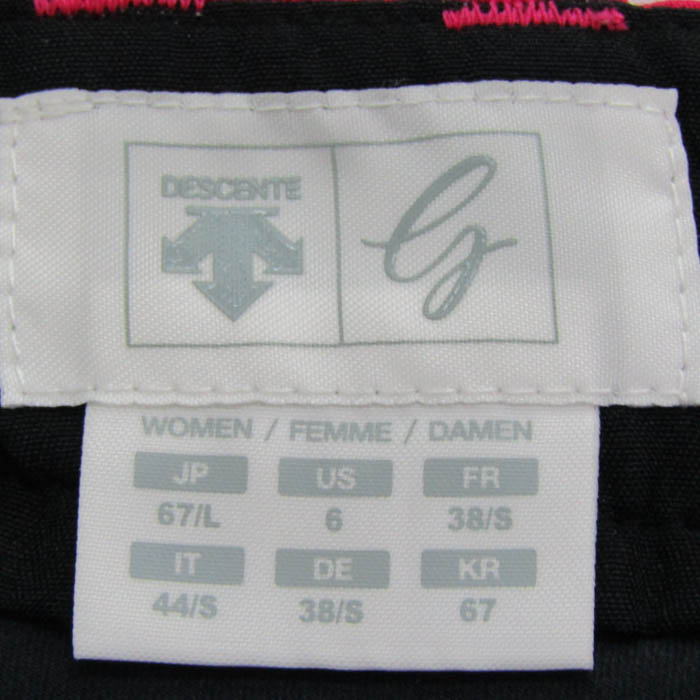 DESCENTE
WOMEN / FEMME / DAMEN
JP US FR
67/L 6 38/S
IT DE KR
44/S 38/S 67